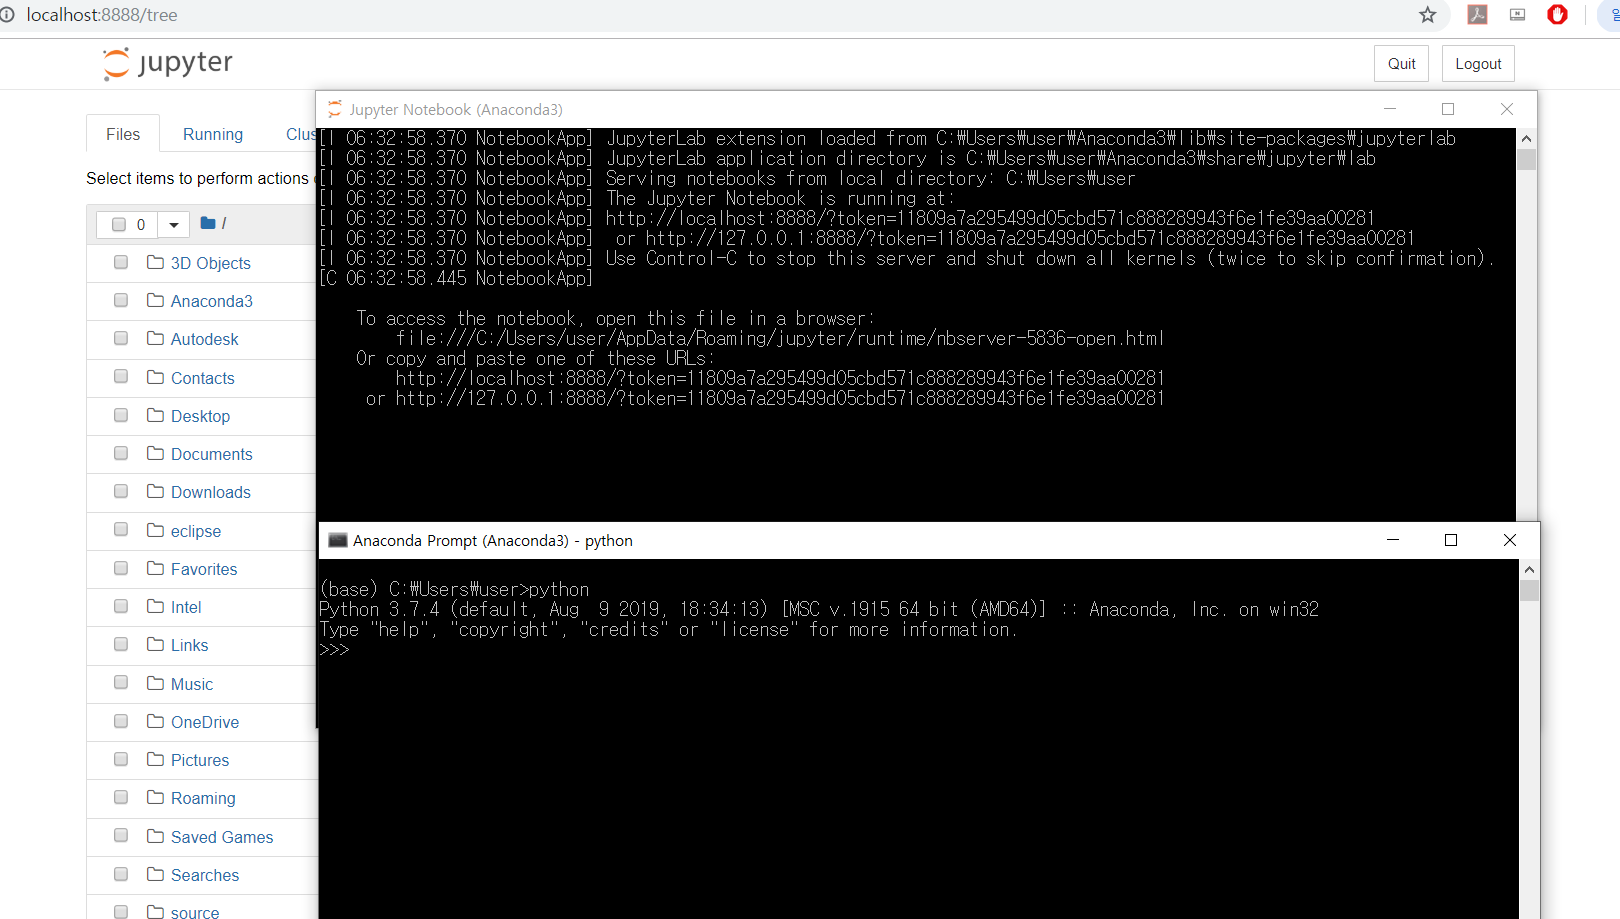 localhost:8888/tree
jupyter
Quit
Logout
Files
Running
Clus
Select items to perform actions
0
/
3D Objects
Anaconda3
Autodesk
Contacts
Desktop
Documents
Downloads
eclipse
Favorites
Intel
Links
Music
OneDrive
Pictures
Roaming
Saved Games
Searches
source
Jupyter Notebook (Anaconda3)
[I 06:32:58.370 NotebookApp] JupyterLab extension loaded from C:₩Users₩user₩Anaconda3₩lib₩site-packages₩jupyterlab
[I 06:32:58.370 NotebookApp] JupyterLab application directory is C:₩Users₩user₩Anaconda3₩share₩jupyter₩lab
[I 06:32:58.370 NotebookApp] Serving notebooks from local directory: C:₩Users₩user
[I 06:32:58.370 NotebookApp] The Jupyter Notebook is running at:
[I 06:32:58.370 NotebookApp] http://localhost:8888/?token=11809a7a295499d05cbd571c888289943f6e1fe39aa00281
[I 06:32:58.370 NotebookApp]  or http://127.0.0.1:8888/?token=11809a7a295499d05cbd571c888289943f6e1fe39aa00281
[I 06:32:58.370 NotebookApp] Use Control-C to stop this server and shut down all kernels (twice to skip confirmation).
[C 06:32:58.445 NotebookApp]
To access the notebook, open this file in a browser:
file:///C:/Users/user/AppData/Roaming/jupyter/runtime/nbserver-5836-open.html
Or copy and paste one of these URLs:
http://localhost:8888/?token=11809a7a295499d05cbd571c888289943f6e1fe39aa00281
or http://127.0.0.1:8888/?token=11809a7a295499d05cbd571c888289943f6e1fe39aa00281
Anaconda Prompt (Anaconda3) - python
(base) C:₩Users₩user>python
Python 3.7.4 (default, Aug  9 2019, 18:34:13) [MSC v.1915 64 bit (AMD64)] :: Anaconda, Inc. on win32
Type "help", "copyright", "credits" or "license" for more information.
>>>